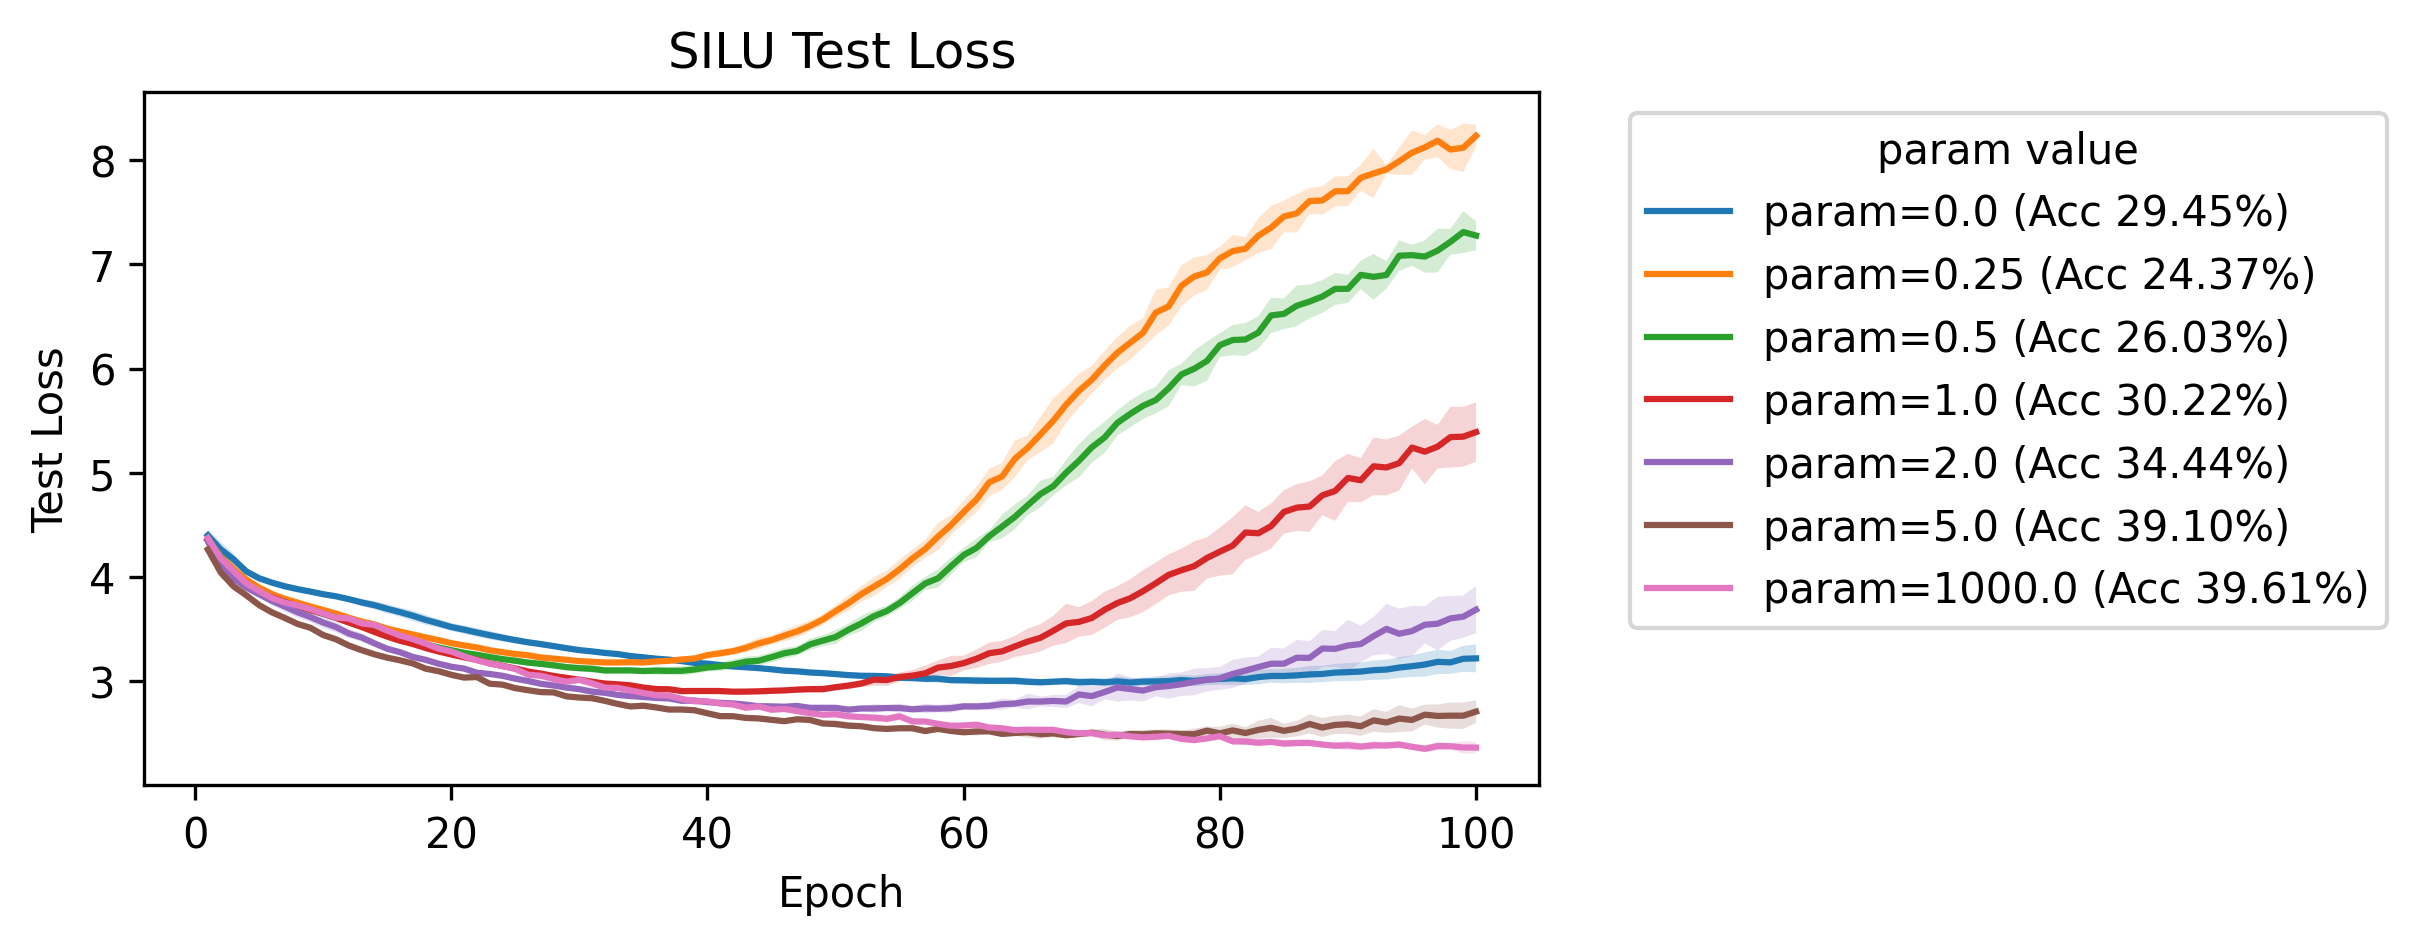 SILU Test Loss
Test Loss
8
7
6
5
4
3
0
20
40
60
80
100
Epoch
param value
param=0.0 (Acc 29.45%)
param=0.25 (Acc 24.37%)
param=0.5 (Acc 26.03%)
param=1.0 (Acc 30.22%)
param=2.0 (Acc 34.44%)
param=5.0 (Acc 39.10%)
param=1000.0 (Acc 39.61%)